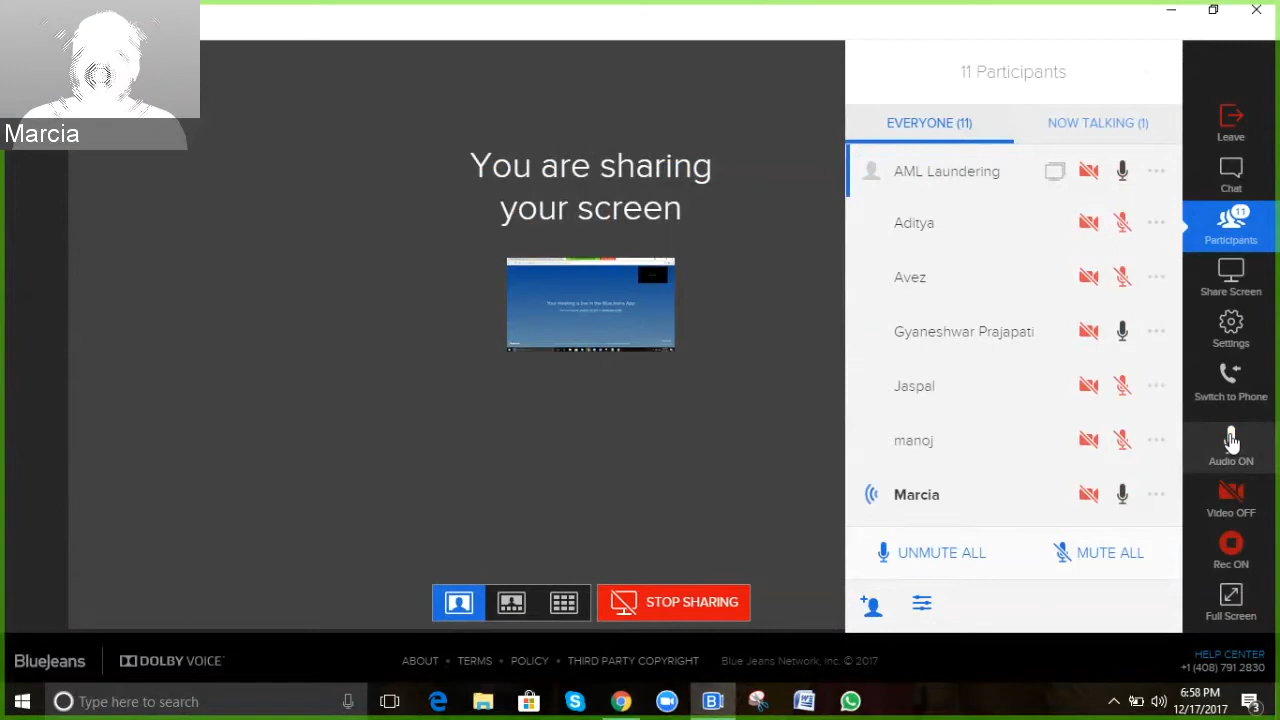 Marcia
You are sharing
your screen
11 Participants
EVERYONE (11)
NOW TALKING (1)
AML Laundering
Aditya
Avez
Gyaneshwar Prajapati
Jaspal
manoj
Marcia
UNMUTE ALL
MUTE ALL
Leave
Chat
11
Participants
Share Screen
Settings
Switch to Phone
Audio ON
Video OFF
Rec ON
Full Screen
STOP SHARING
BlueJeans
DOLBY VOICE
ABOUT • TERMS • POLICY • THIRD PARTY COPYRIGHT
Blue Jeans Network, Inc. © 2017
HELP CENTER
+1 (408) 791 2830
Type here to search
6:58 PM
12/17/2017
3